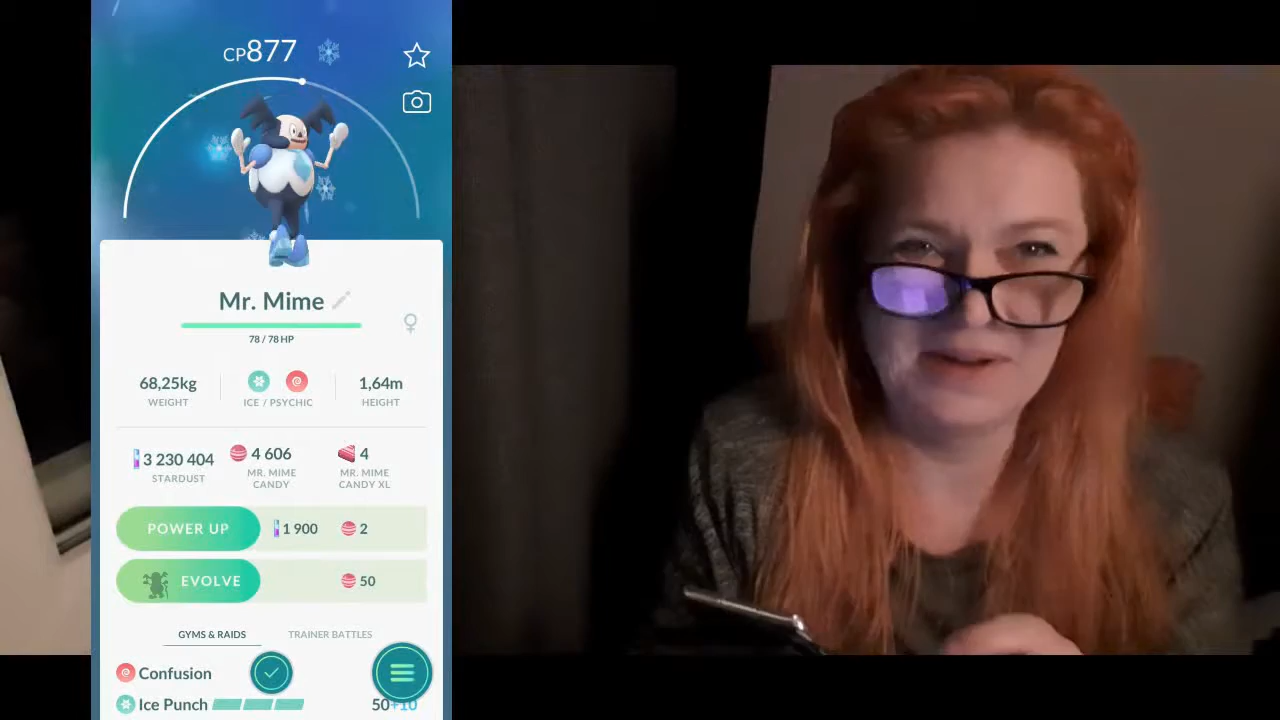 CP877
Mr. Mime
78 / 78 HP
68,25kg
WEIGHT
ICE / PSYCHIC
1,64m
HEIGHT
3 230 404
STARDUST
4 606
MR. MIME
CANDY
4
MR. MIME
CANDY XL
POWER UP
1 900
2
EVOLVE
50
GYMS & RAIDS
TRAINER BATTLES
Confusion
Ice Punch
50+10